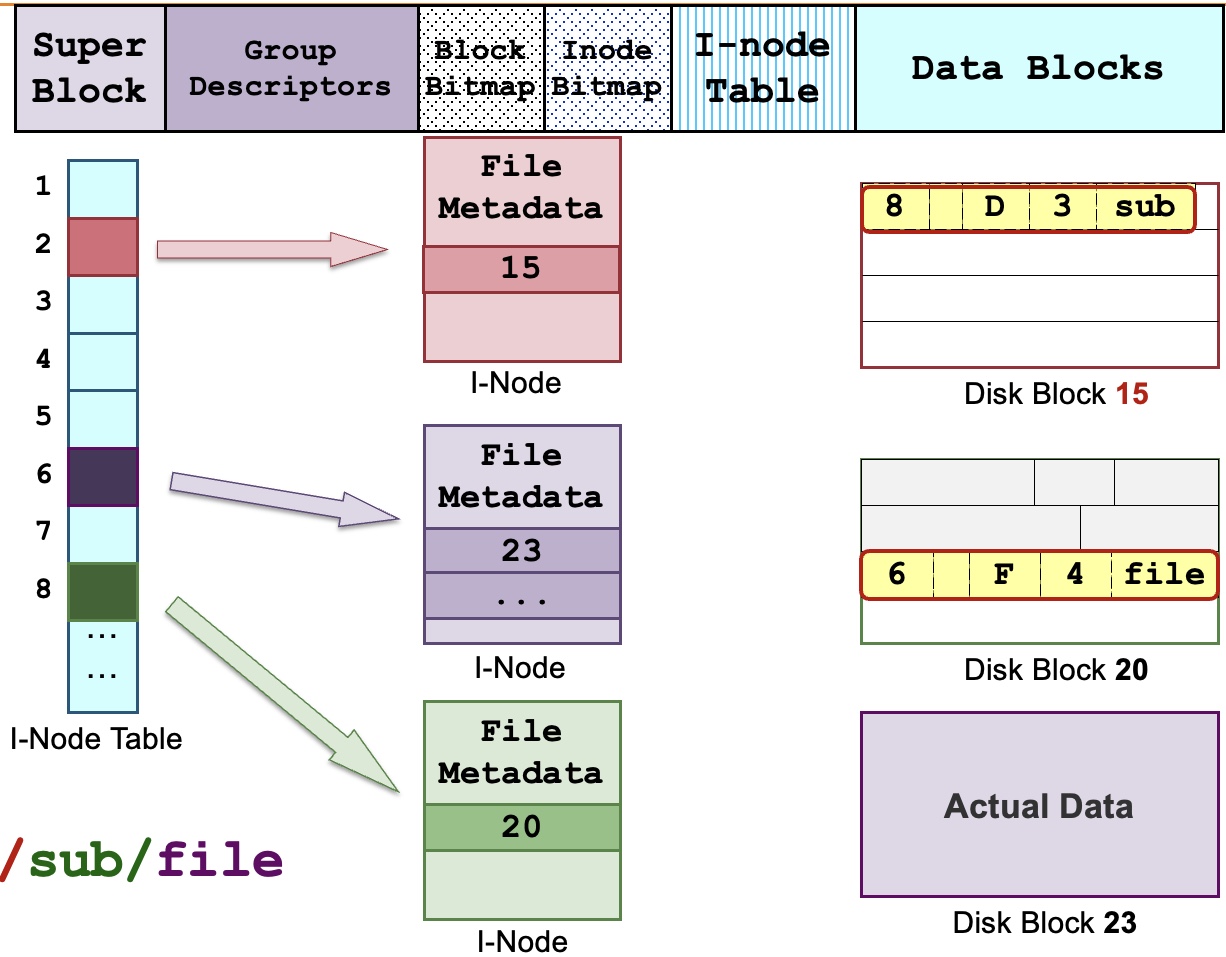 Super Block
Group Descriptors
Block Bitmap
Inode Bitmap
I-node Table
Data Blocks
1
2
3
4
5
6
7
8
...
...
I-Node Table
File
Metadata
15
I-Node
8 D 3 sub
Disk Block 15
File
Metadata
23
...
I-Node
6 F 4 file
Disk Block 20
File
Metadata
20
I-Node
Actual Data
Disk Block 23
/sub/file